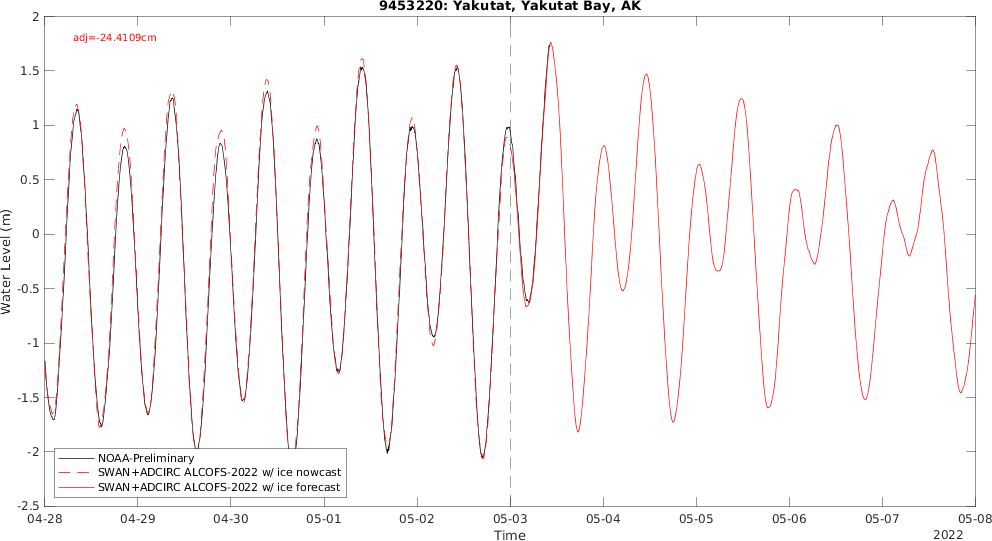 9453220: Yakutat, Yakutat Bay, AK
adj=-24.4109cm
2
1.5
1
0.5
0
-0.5
-1
-1.5
-2
-2.5
Water Level (m)
NOAA-Preliminary
SWAN+ADCIRC ALCOFS-2022 w/ ice nowcast
SWAN+ADCIRC ALCOFS-2022 w/ ice forecast
04-28 04-29 04-30 05-01 05-02 05-03 05-04 05-05 05-06 05-07 05-08
Time
2022